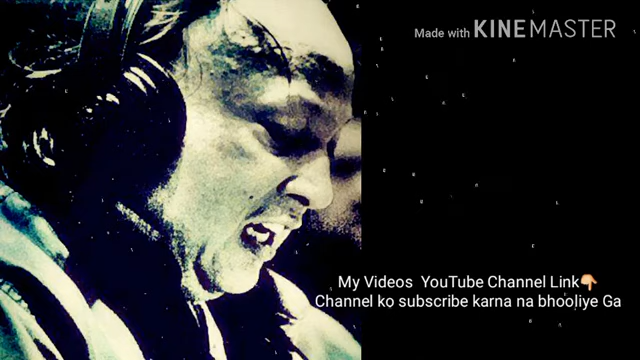 Made with KINEMASTER
My Videos YouTube Channel Link👇
Channel ko subscribe karna na bhooliye Ga